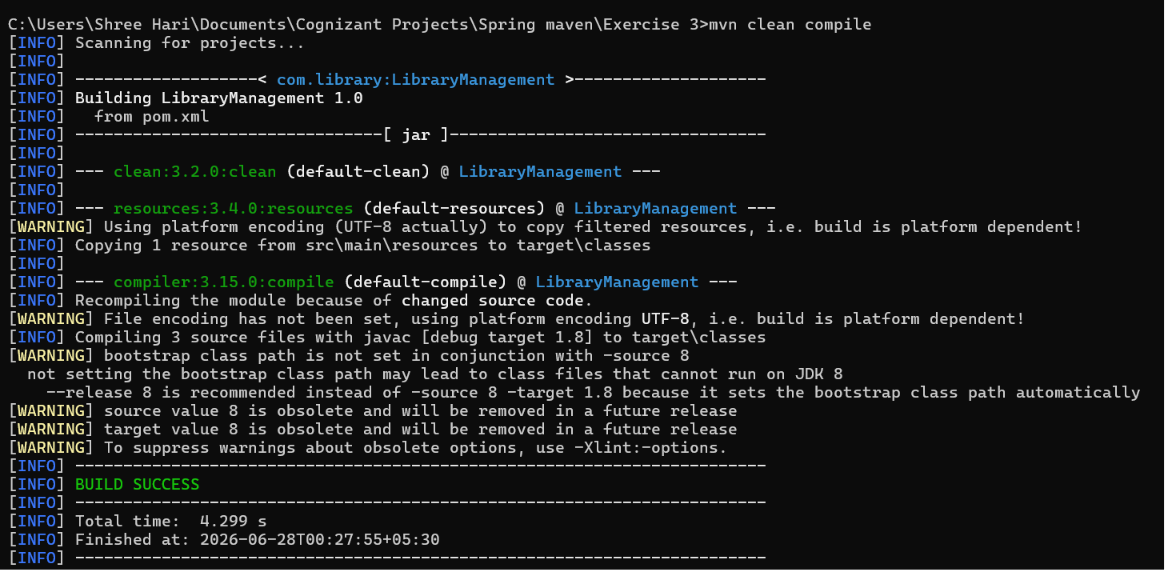 C:\Users\Shree Hari\Documents\Cognizant Projects\Spring maven\Exercise 3>mvn clean compile
[INFO] Scanning for projects...
[INFO]
[INFO] -------------------< com.library:LibraryManagement >--------------------
[INFO] Building LibraryManagement 1.0
[INFO]   from pom.xml
[INFO] --------------------------------[ jar ]---------------------------------
[INFO]
[INFO] --- clean:3.2.0:clean (default-clean) @ LibraryManagement ---
[INFO]
[INFO] --- resources:3.4.0:resources (default-resources) @ LibraryManagement ---
[WARNING] Using platform encoding (UTF-8 actually) to copy filtered resources, i.e. build is platform dependent!
[INFO] Copying 1 resource from src\main\resources to target\classes
[INFO]
[INFO] --- compiler:3.15.0:compile (default-compile) @ LibraryManagement ---
[INFO] Recompiling the module because of changed source code.
[WARNING] File encoding has not been set, using platform encoding UTF-8, i.e. build is platform dependent!
[INFO] Compiling 3 source files with javac [debug target 1.8] to target\classes
[WARNING] bootstrap class path is not set in conjunction with -source 8
  not setting the bootstrap class path may lead to class files that cannot run on JDK 8
    --release 8 is recommended instead of -source 8 -target 1.8 because it sets the bootstrap class path automatically
[WARNING] source value 8 is obsolete and will be removed in a future release
[WARNING] target value 8 is obsolete and will be removed in a future release
[WARNING] To suppress warnings about obsolete options, use -Xlint:-options.
[INFO] ------------------------------------------------------------------------
[INFO] BUILD SUCCESS
[INFO] ------------------------------------------------------------------------
[INFO] Total time:  4.299 s
[INFO] Finished at: 2026-06-28T00:27:55+05:30
[INFO] ------------------------------------------------------------------------